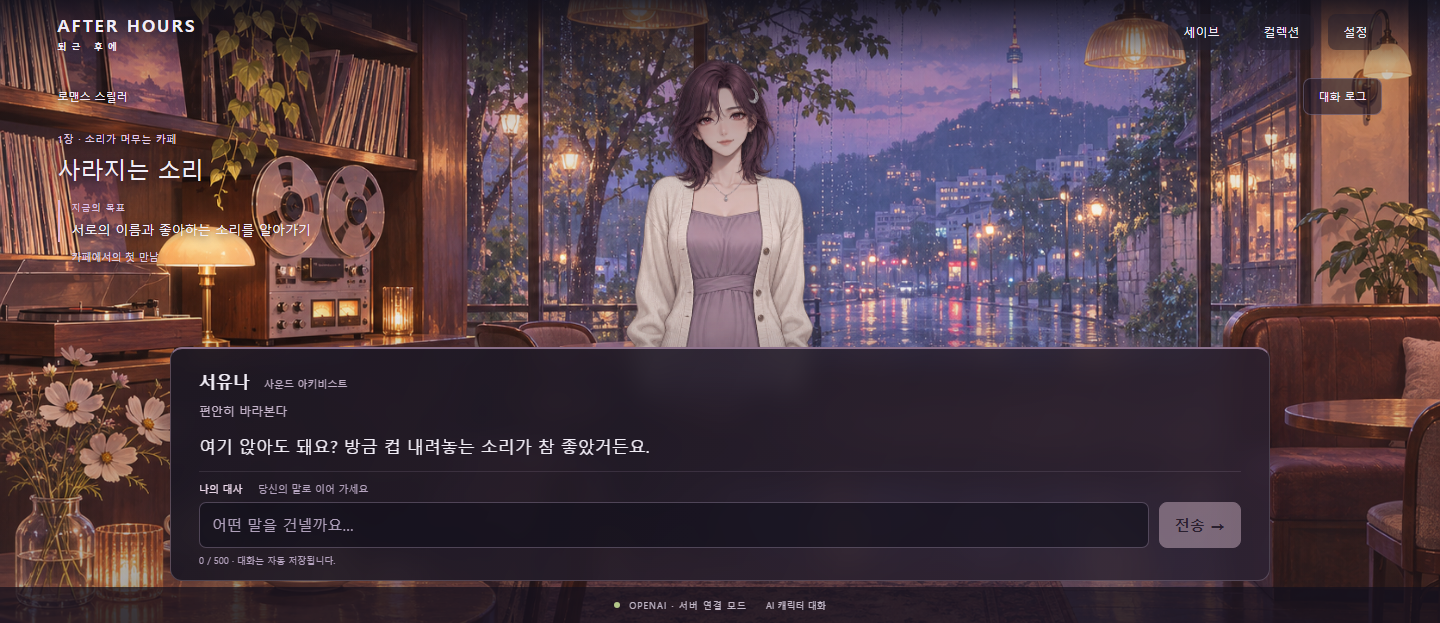 AFTER HOURS
퇴근 후에
세이브
컬렉션
설정
로맨스 스릴러
대화 로그
1장 · 소리가 머무는 카페
사라지는 소리
지금의 목표
서로의 이름과 좋아하는 소리를 알아가기
카페에서의 첫 만남
서유나 사운드 아키비스트
편안히 바라본다
여기 앉아도 돼요? 방금 컵 내려놓는 소리가 참 좋았거든요.
나의 대사 당신의 말로 이어 가세요
어떤 말을 건넬까요...
전송 →
0 / 500 · 대화는 자동 저장됩니다.
OPENAI · 서버 연결 모드 AI 캐릭터 대화